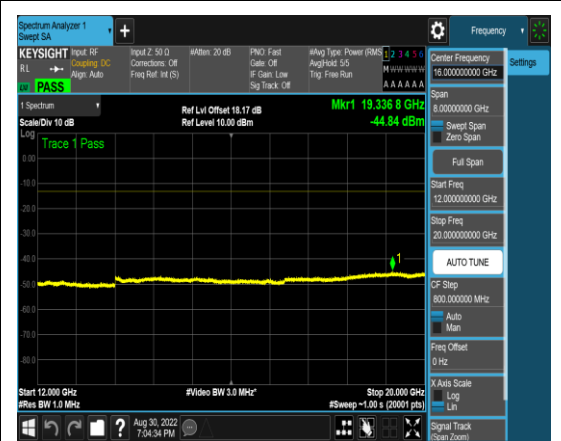 Spectrum Analyzer 1
Swept SA
Frequency
KEYSIGHT
RL
PASS
Input: RF
Coupling: DC
Align: Auto
Input Z: 50 Ω
Corrections: Off
Freq Ref: Int (S)
#Atten: 20 dB
PNO: Fast
Gate: Off
IF Gain: Low
Sig Track: Off
#Avg Type: Power (RMS
Avg|Hold: 5/5
Trig: Free Run
1 2 3 4 5 6
M W W W W W
A A A A A A
1 Spectrum
Scale/Div 10 dB
Ref Lvl Offset 18.17 dB
Ref Level 10.00 dBm
Mkr1 19.336 8 GHz
-44.84 dBm
Log
Trace 1 Pass
0.00
-10.0
-20.0
-30.0
-40.0
-50.0
-60.0
-70.0
-80.0
1
Start 12.000 GHz
#Res BW 1.0 MHz
#Video BW 3.0 MHz*
Stop 20.000 GHz
#Sweep ~1.00 s (20001 pts)
Center Frequency
16.000000000 GHz
Settings
Span
8.00000000 GHz
Swept Span
Zero Span
Full Span
Start Freq
12.000000000 GHz
Stop Freq
20.000000000 GHz
AUTO TUNE
CF Step
800.000000 MHz
Auto
Man
Freq Offset
0 Hz
X Axis Scale
Log
Lin
Signal Track
(Span Zoom)
?
Aug 30, 2022
7:04:34 PM